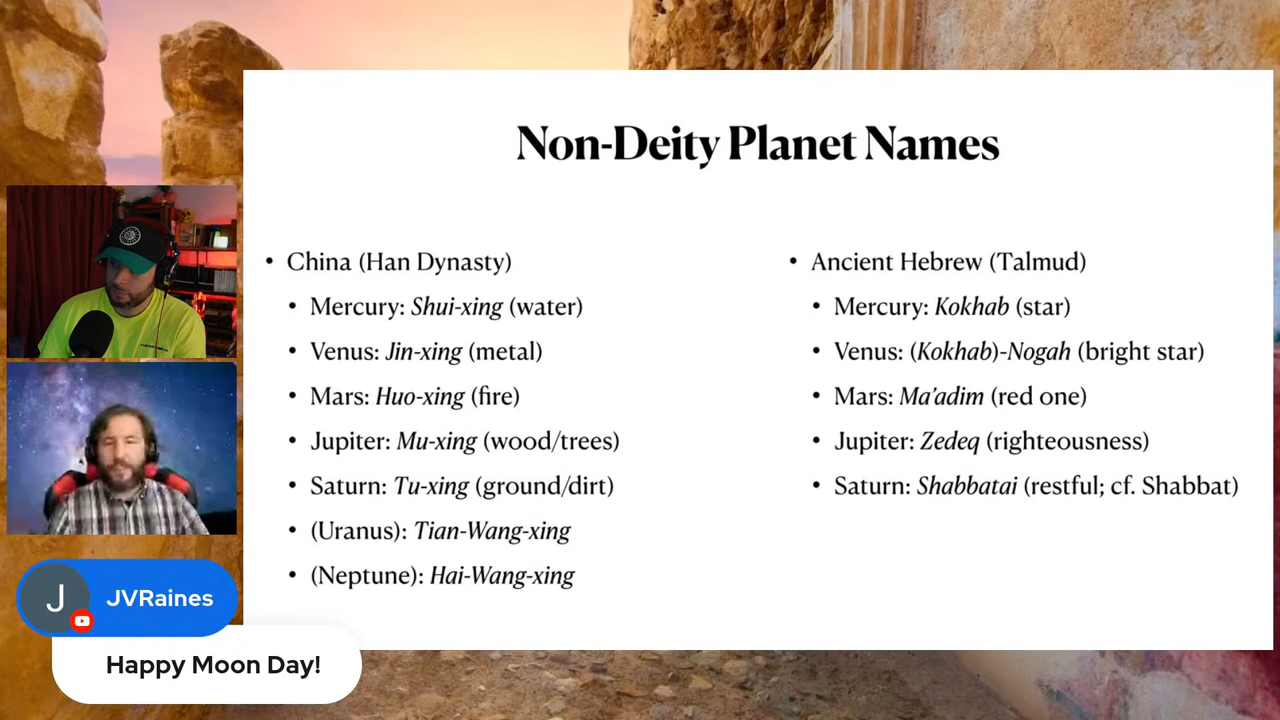 Non-Deity Planet Names
• China (Han Dynasty)
• Mercury: Shui-xing (water)
• Venus: Jin-xing (metal)
• Mars: Huo-xing (fire)
• Jupiter: Mu-xing (wood/trees)
• Saturn: Tu-xing (ground/dirt)
• (Uranus): Tian-Wang-xing
• (Neptune): Hai-Wang-xing
• Ancient Hebrew (Talmud)
• Mercury: Kokhab (star)
• Venus: (Kokhab)-Nogah (bright star)
• Mars: Ma’adim (red one)
• Jupiter: Zedeq (righteousness)
• Saturn: Shabbatai (restful; cf. Shabbat)
J
JVRaines
Happy Moon Day!